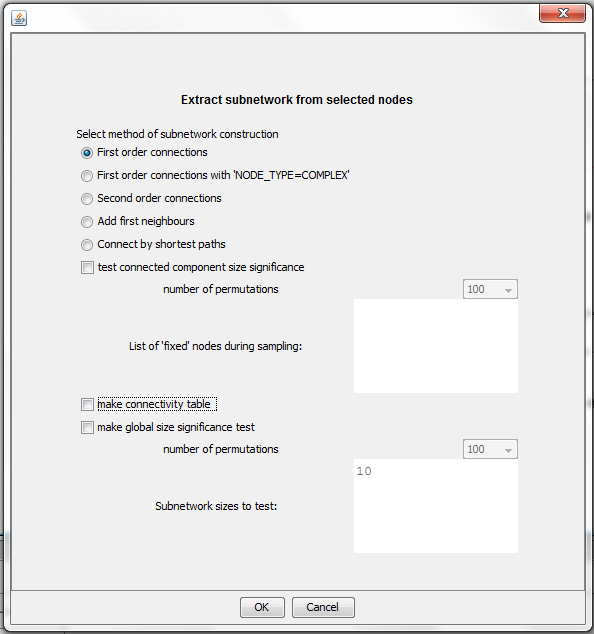 Extract subnetwork from selected nodes
Select method of subnetwork construction
First order connections
First order connections with 'NODE_TYPE=COMPLEX'
Second order connections
Add first neighbours
Connect by shortest paths
test connected component size significance
number of permutations 100
List of 'fixed' nodes during sampling:
make connectivity table
make global size significance test
number of permutations 100
10
Subnetwork sizes to test:
OK Cancel